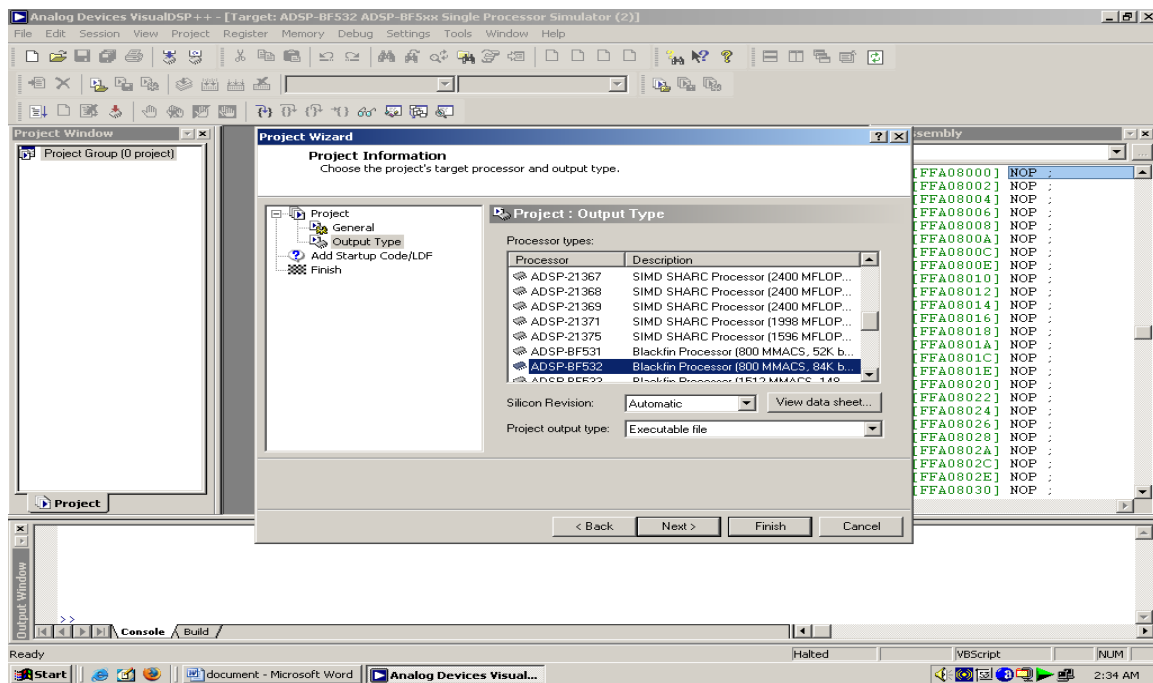 Analog Devices VisualDSP++ - [Target: ADSP-BF532 ADSP-BF5xx Single Processor Simulator (2)]
File Edit Session View Project Register Memory Debug Settings Tools Window Help
Project Window
Project Group (0 project)
Project
Project Wizard
Project Information
Choose the project's target processor and output type.
Project
General
Output Type
Add Startup Code/LDF
Finish
Project : Output Type
Processor types:
Processor Description
ADSP-21367 SIMD SHARC Processor (2400 MFLOP...
ADSP-21368 SIMD SHARC Processor (2400 MFLOP...
ADSP-21369 SIMD SHARC Processor (2400 MFLOP...
ADSP-21371 SIMD SHARC Processor (1998 MFLOP...
ADSP-21375 SIMD SHARC Processor (1596 MFLOP...
ADSP-BF531 Blackfin Processor (800 MMACS, 52K b...
ADSP-BF532 Blackfin Processor (800 MMACS, 84K b...
ADSP-BF533 Blackfin Processor (1512 MMACS, 148
Silicon Revision: Automatic View data sheet...
Project output type: Executable file
< Back Next > Finish Cancel
ssembly
[FFA08000] NOP ;
[FFA08002] NOP ;
[FFA08004] NOP ;
[FFA08006] NOP ;
[FFA08008] NOP ;
[FFA0800A] NOP ;
[FFA0800C] NOP ;
[FFA0800E] NOP ;
[FFA08010] NOP ;
[FFA08012] NOP ;
[FFA08014] NOP ;
[FFA08016] NOP ;
[FFA08018] NOP ;
[FFA0801A] NOP ;
[FFA0801C] NOP ;
[FFA0801E] NOP ;
[FFA08020] NOP ;
[FFA08022] NOP ;
[FFA08024] NOP ;
[FFA08026] NOP ;
[FFA08028] NOP ;
[FFA0802A] NOP ;
[FFA0802C] NOP ;
[FFA0802E] NOP ;
[FFA08030] NOP ;
Output Window
>>
Console Build
Ready Halted VBScript NUM
Start document - Microsoft Word Analog Devices Visual... 2:34 AM